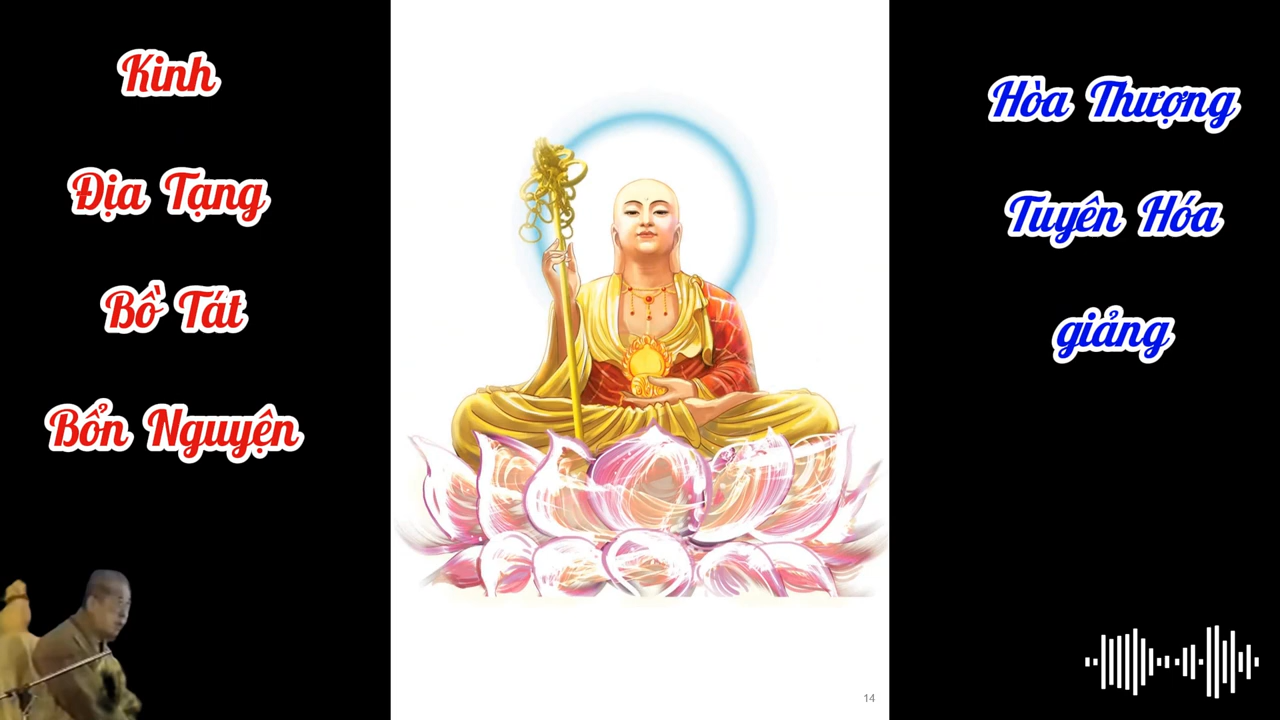 Kinh
Địa Tạng
Bồ Tát
Bổn Nguyện
Hòa Thượng
Tuyên Hóa
giảng
14